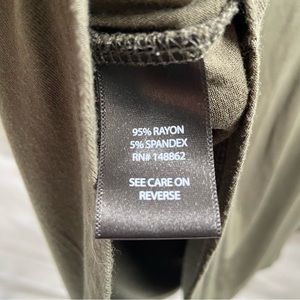 95% RAYON
5% SPANDEX
RN# 148862
SEE CARE ON
REVERSE